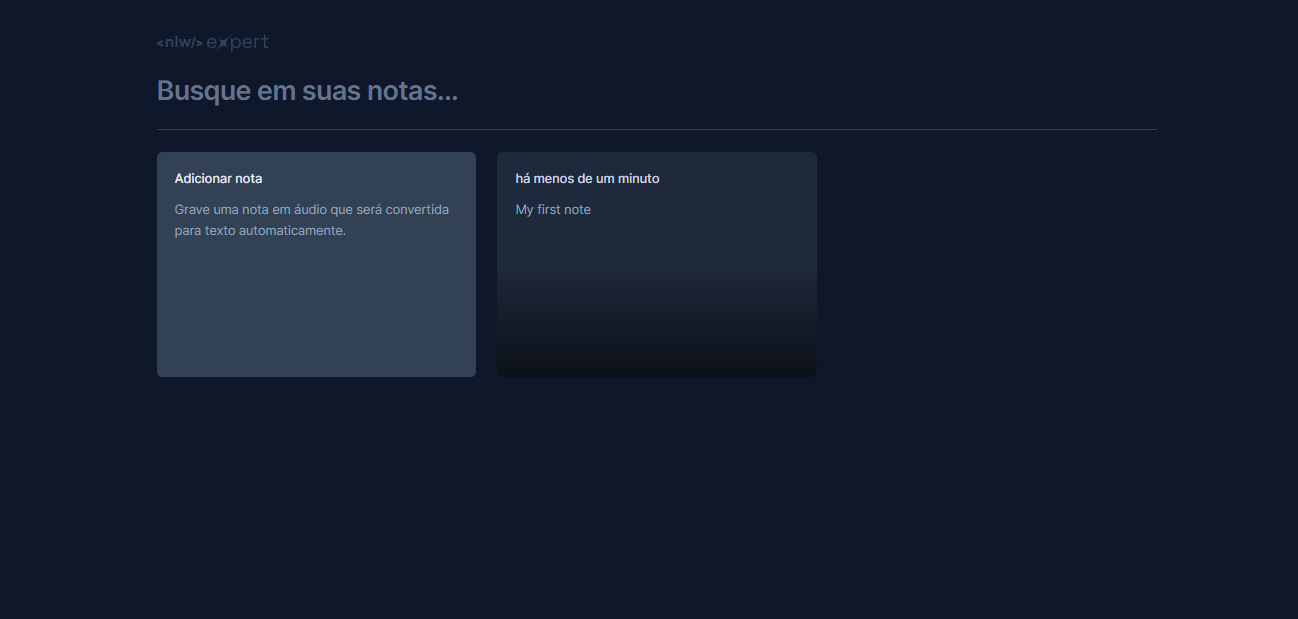 <nlw/> expert
Busque em suas notas...
Adicionar nota
Grave uma nota em áudio que será convertida
para texto automaticamente.
há menos de um minuto
My first note